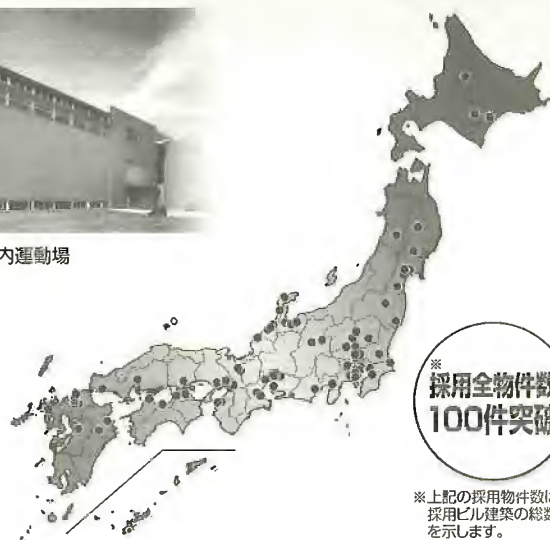 内運動場
※
採用全物件数
100件突破
※上記の採用物件数は
採用ビル建築の総数
を示します。